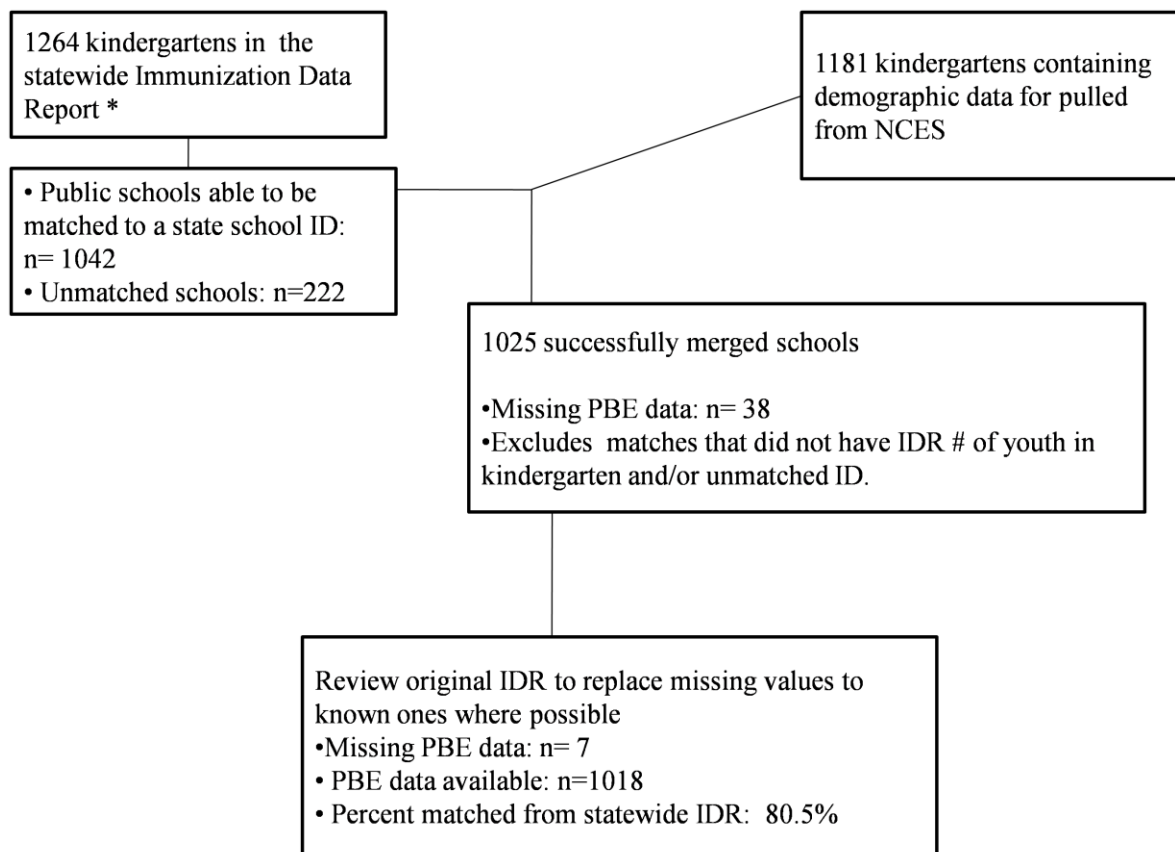 1264 kindergartens in the
statewide Immunization Data
Report *
1181 kindergartens containing
demographic data for pulled
from NCES
• Public schools able to be
matched to a state school ID:
n= 1042
• Unmatched schools: n=222
1025 successfully merged schools
•Missing PBE data: n= 38
•Excludes matches that did not have IDR # of youth in
kindergarten and/or unmatched ID.
Review original IDR to replace missing values to
known ones where possible
•Missing PBE data: n= 7
• PBE data available: n=1018
• Percent matched from statewide IDR: 80.5%